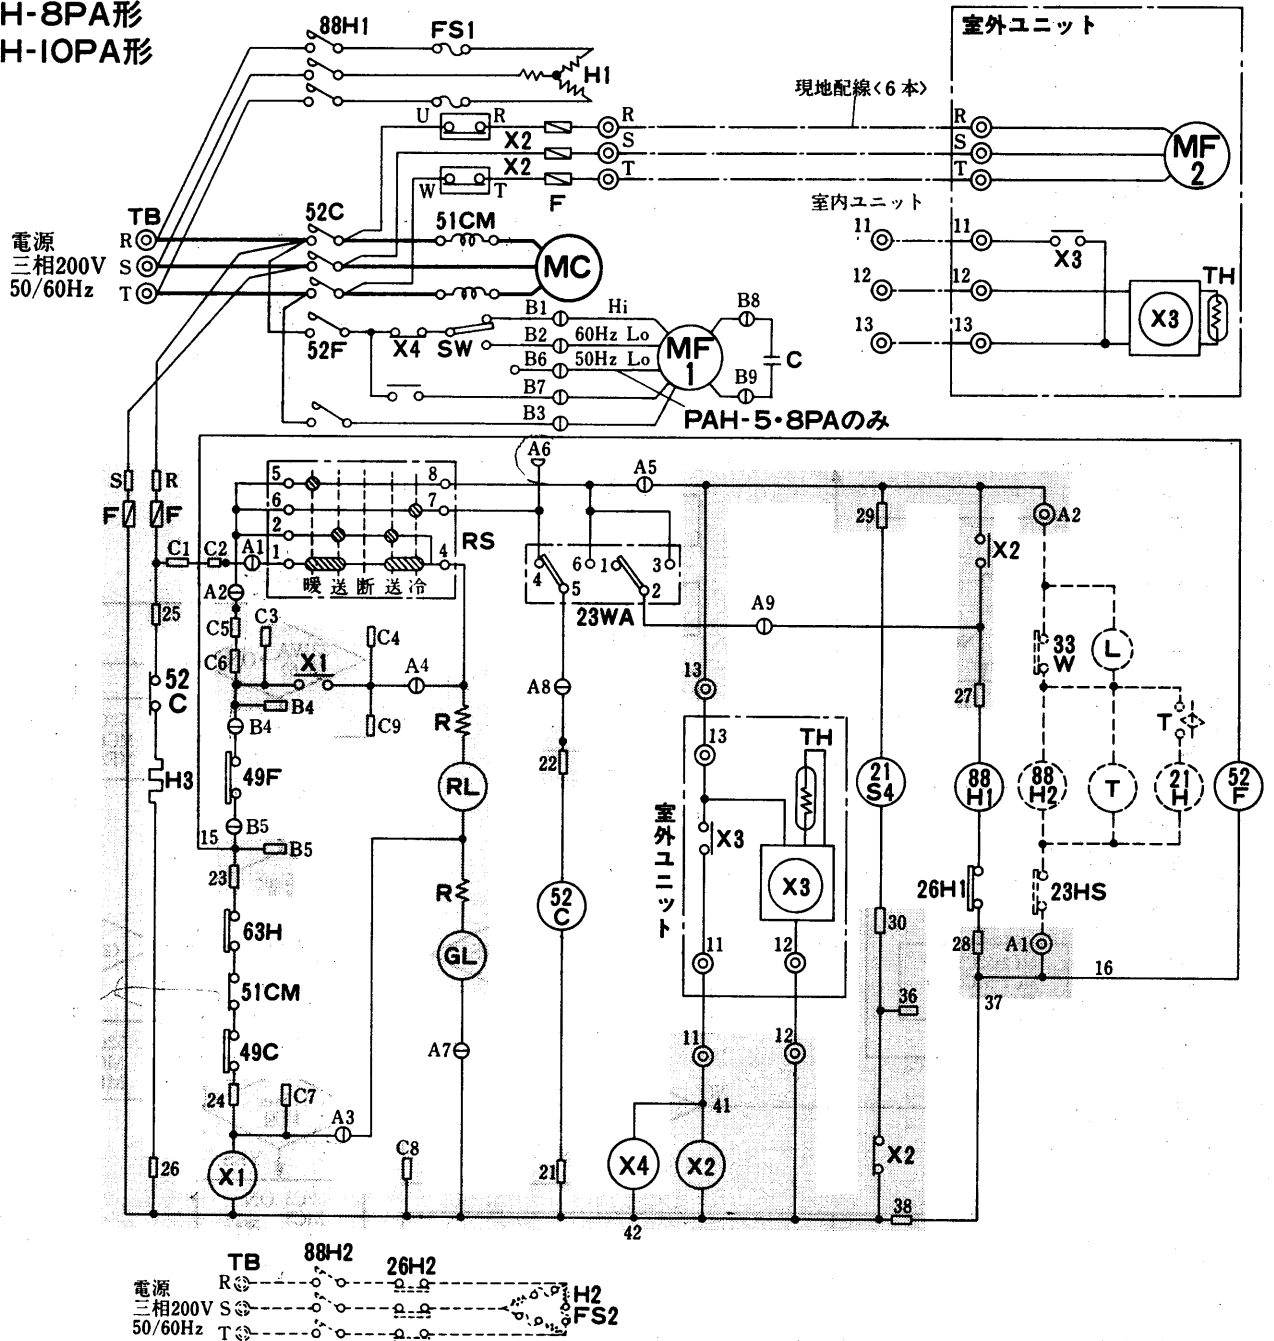 H-8PA形
H-10PA形
88H1
FS1
H1
室外ユニット
現地配線<6本>
U
R
X2
X2
W
T
F
R
S
T
R
S
T
MF
2
TB
電源
三相200V
50/60Hz
R
S
T
52C
51CM
MC
室内ユニット
11
12
13
11
12
13
X3
TH
X3
52F
X4
SW
B1
Hi
B2
60Hz Lo
B6
50Hz Lo
B7
B3
MF
1
B8
B9
C
PAH-5・8PAのみ
S
R
F
F
5
6
2
1
8
7
4
RS
暖 送 断 送 冷
C1
C2
A1
A2
C5
C6
C3
C4
X1
A4
C9
B4
B4
49F
B5
B5
15
23
63H
51CM
49C
24
C7
A3
X1
25
52
C
H3
26
R
RL
R
GL
A7
C8
A6
A5
4
5
6
1
3
2
23WA
A8
22
52
C
21
A9
13
13
室外ユニット
TH
X3
X3
11
12
11
12
41
X4
X2
42
29
21
S4
30
36
X2
38
X2
27
88
H1
26H1
28
37
A2
33
W
L
T
88
H2
T
21
H
23HS
A1
16
52
F
TB
88H2
26H2
電源
三相200V
50/60Hz
R
S
T
H2
FS2